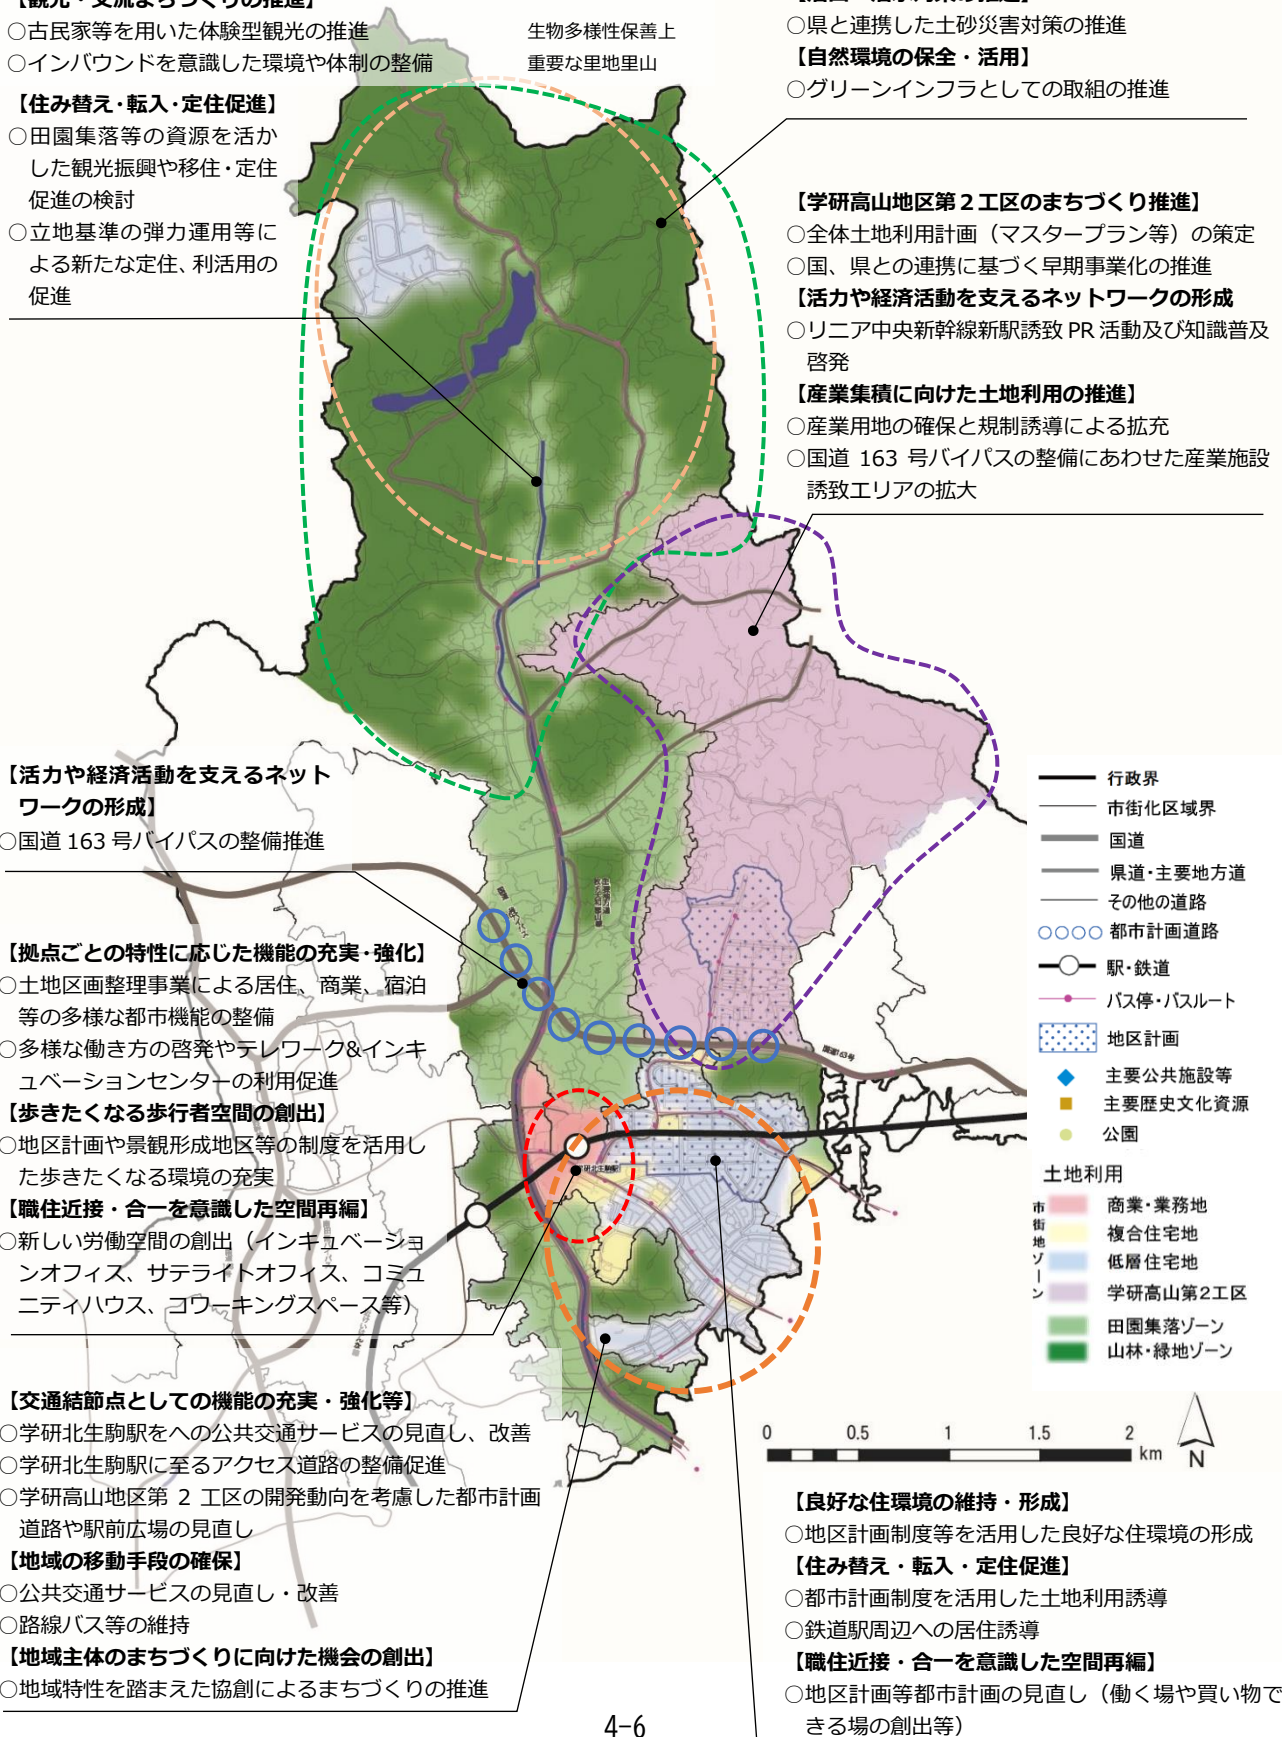 【観光・交流まちづくりの推進】
○古民家等を用いた体験型観光の推進
○インバウンドを意識した環境や体制の整備
【住み替え・転入・定住促進】
○田園集落等の資源を活か
した観光振興や移住・定住
促進の検討
○立地基準の弾力運用等に
よる新たな定住、利活用の
促進
生物多様性保善上
重要な里地里山
○県と連携した土砂災害対策の推進
【自然環境の保全・活用】
○グリーンインフラとしての取組の推進
【学研高山地区第２工区のまちづくり推進】
○全体土地利用計画（マスタープラン等）の策定
○国、県との連携に基づく早期事業化の推進
【活力や経済活動を支えるネットワークの形成
○リニア中央新幹線新駅誘致 PR 活動及び知識普及
啓発
【産業集積に向けた土地利用の推進】
○産業用地の確保と規制誘導による拡充
○国道 163 号バイパスの整備にあわせた産業施設
誘致エリアの拡大
【活力や経済活動を支えるネット
ワークの形成】
○国道 163 号バイパスの整備推進
【拠点ごとの特性に応じた機能の充実・強化】
○土地区画整理事業による居住、商業、宿泊
等の多様な都市機能の整備
○多様な働き方の啓発やテレワーク&インキ
ュベーションセンターの利用促進
【歩きたくなる歩行者空間の創出】
○地区計画や景観形成地区等の制度を活用し
た歩きたくなる環境の充実
【職住近接・合一を意識した空間再編】
○新しい労働空間の創出（インキュベーショ
ンオフィス、サテライトオフィス、コミュ
ニティハウス、コワーキングスペース等）
【交通結節点としての機能の充実・強化等】
○学研北生駒駅をへの公共交通サービスの見直し、改善
○学研北生駒駅に至るアクセス道路の整備促進
○学研高山地区第 2 工区の開発動向を考慮した都市計画
道路や駅前広場の見直し
【地域の移動手段の確保】
○公共交通サービスの見直し・改善
○路線バス等の維持
【地域主体のまちづくりに向けた機会の創出】
○地域特性を踏まえた協創によるまちづくりの推進
国道163号
学研北生駒駅
行政界
市街化区域界
国道
県道・主要地方道
その他の道路
都市計画道路
駅・鉄道
バス停・バスルート
地区計画
主要公共施設等
主要歴史文化資源
公園
土地利用
市街地ゾーン
商業・業務地
複合住宅地
低層住宅地
学研高山第2工区
田園集落ゾーン
山林・緑地ゾーン
0 0.5 1 1.5 2
km
N
【良好な住環境の維持・形成】
○地区計画制度等を活用した良好な住環境の形成
【住み替え・転入・定住促進】
○都市計画制度を活用した土地利用誘導
○鉄道駅周辺への居住誘導
【職住近接・合一を意識した空間再編】
○地区計画等都市計画の見直し（働く場や買い物で
きる場の創出等）
4-6